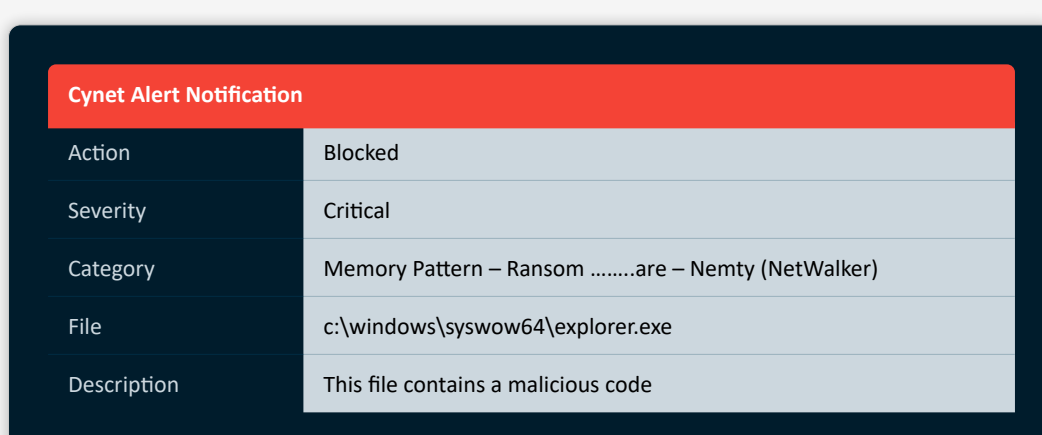 Cynet Alert Notification
Action Blocked
Severity Critical
Category Memory Pattern – Ransom ........are – Nemty (NetWalker)
File c:\windows\syswow64\explorer.exe
Description This file contains a malicious code